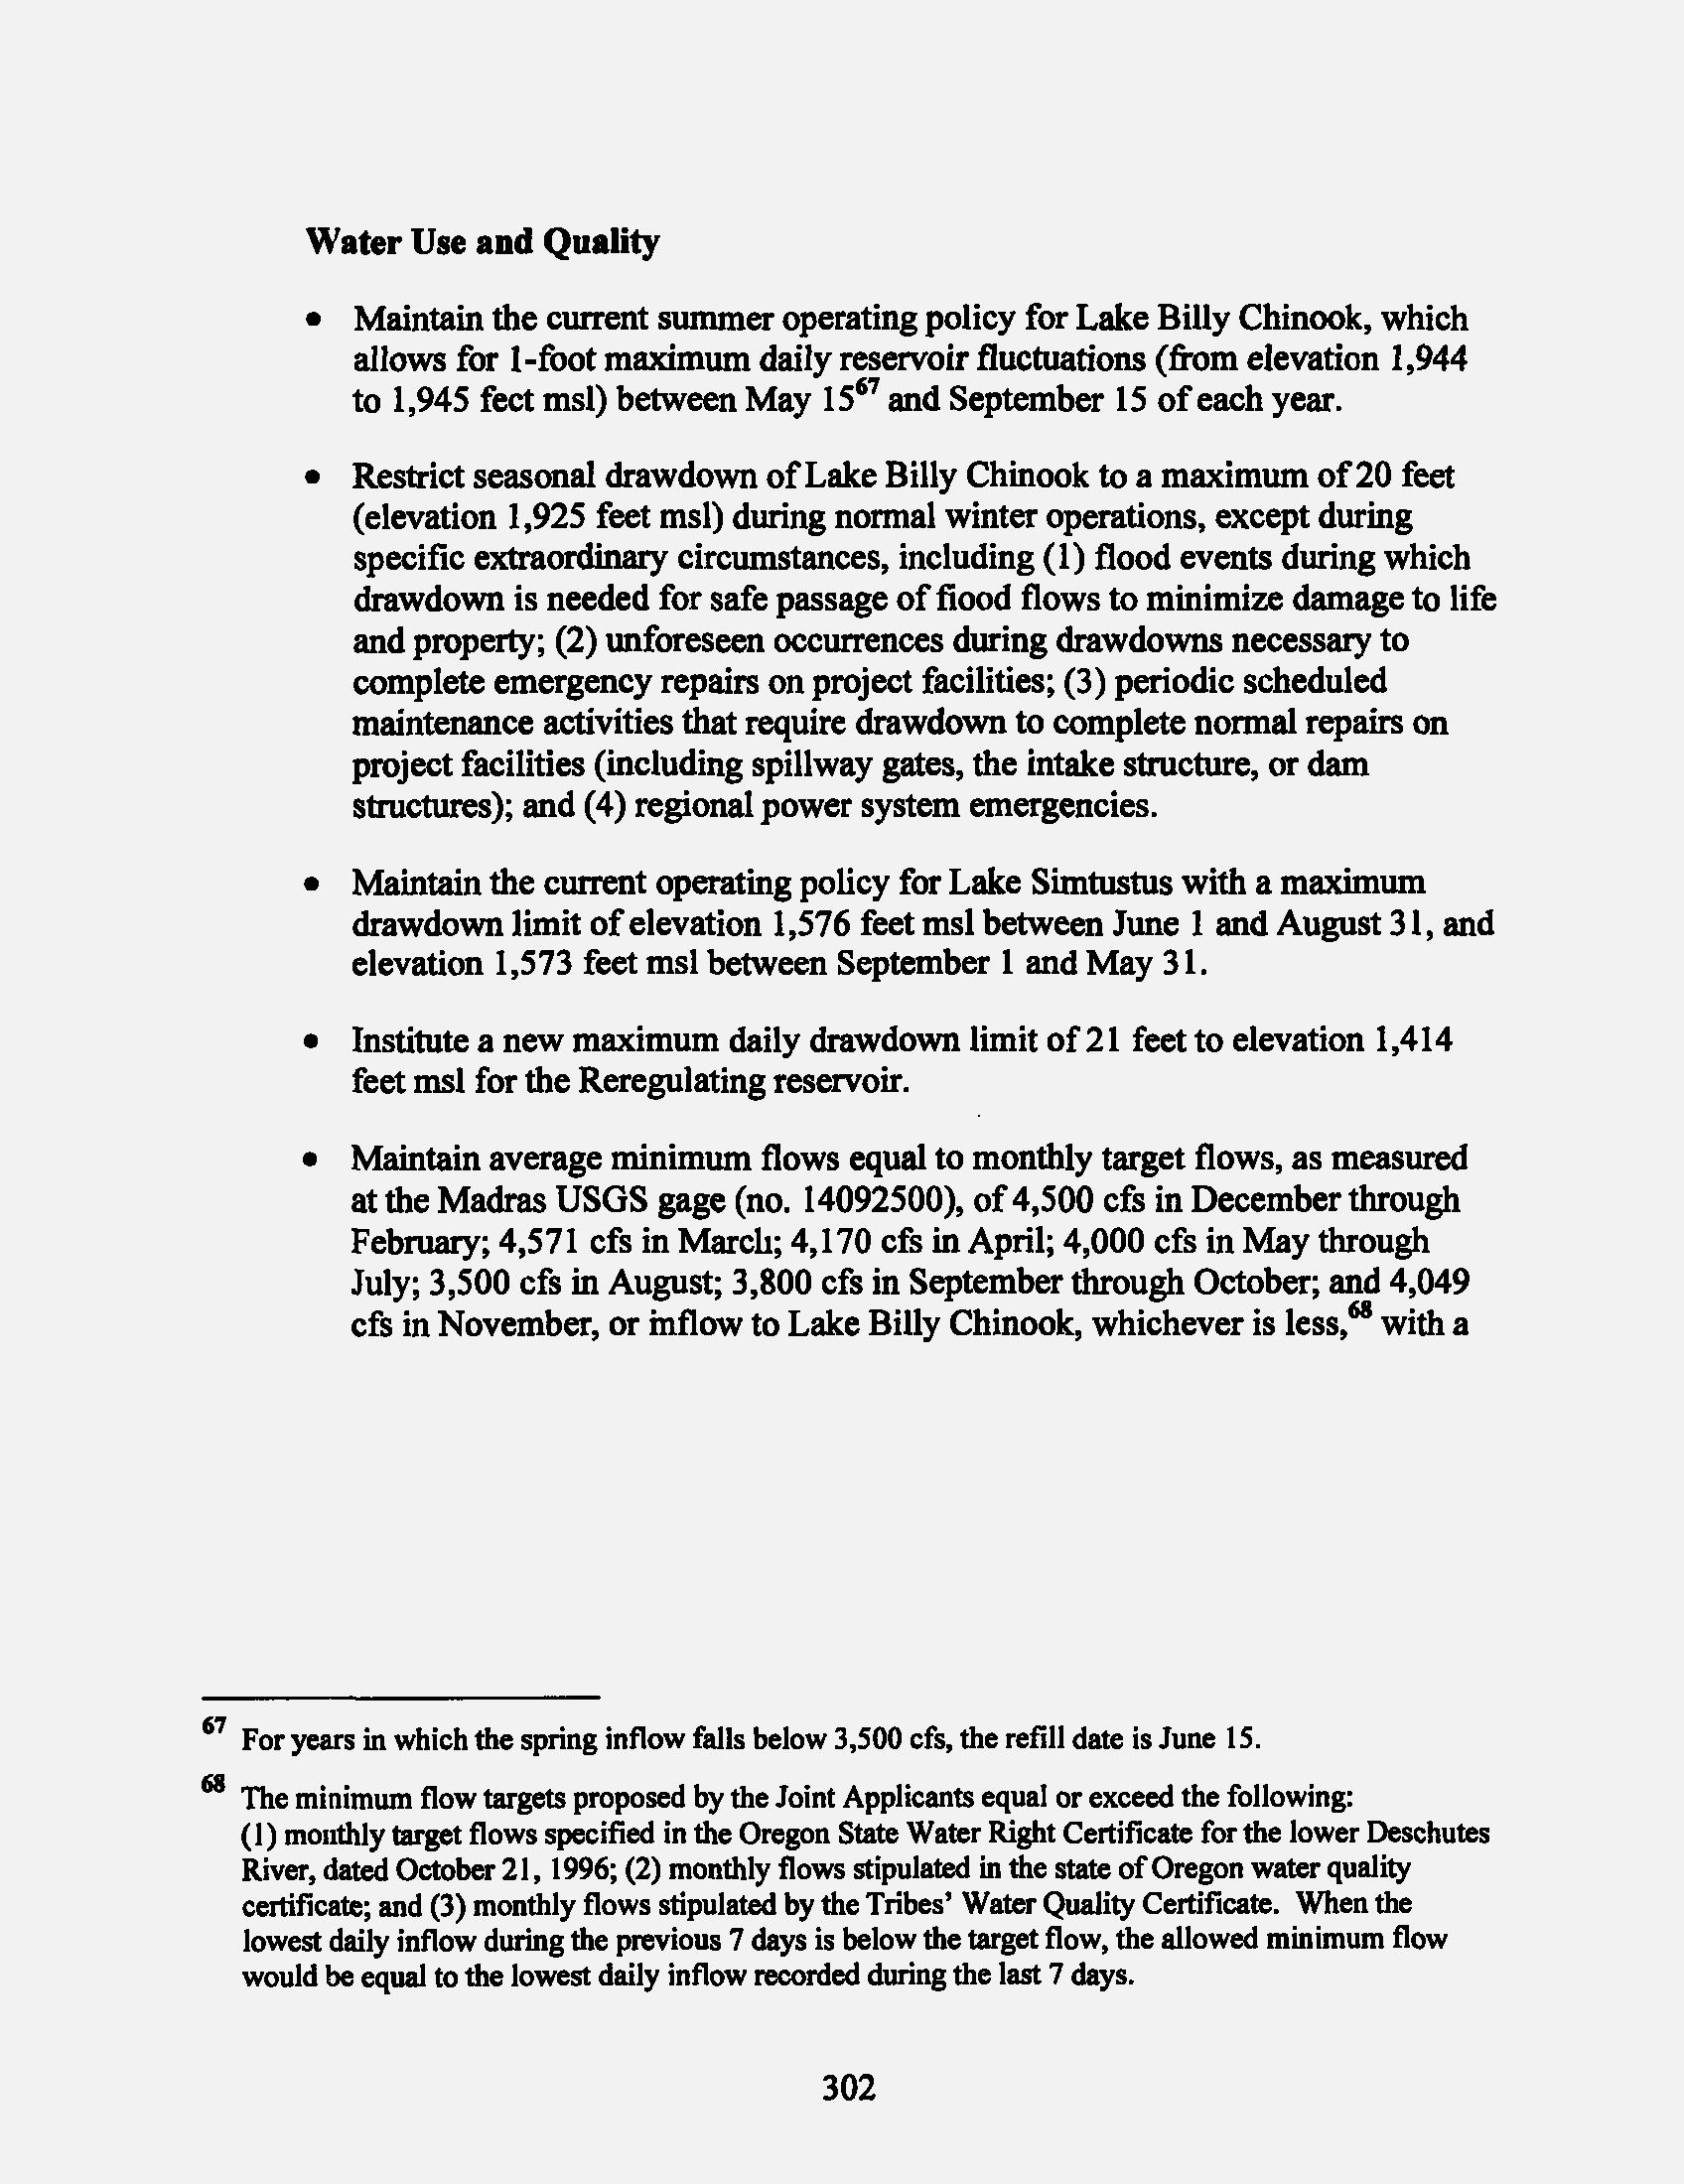 Water Use and Quality
• Maintain the current summer operating policy for Lake Billy Chinook, which
allows for 1-foot maximum daily reservoir fluctuations (from elevation 1,944
to 1,945 feet msl) between May 15⁶⁷ and September 15 of each year.
• Restrict seasonal drawdown of Lake Billy Chinook to a maximum of 20 feet
(elevation 1,925 feet msl) during normal winter operations, except during
specific extraordinary circumstances, including (1) flood events during which
drawdown is needed for safe passage of flood flows to minimize damage to life
and property; (2) unforeseen occurrences during drawdowns necessary to
complete emergency repairs on project facilities; (3) periodic scheduled
maintenance activities that require drawdown to complete normal repairs on
project facilities (including spillway gates, the intake structure, or dam
structures); and (4) regional power system emergencies.
• Maintain the current operating policy for Lake Simtustus with a maximum
drawdown limit of elevation 1,576 feet msl between June 1 and August 31, and
elevation 1,573 feet msl between September 1 and May 31.
• Institute a new maximum daily drawdown limit of 21 feet to elevation 1,414
feet msl for the Reregulating reservoir.
• Maintain average minimum flows equal to monthly target flows, as measured
at the Madras USGS gage (no. 14092500), of 4,500 cfs in December through
February; 4,571 cfs in March; 4,170 cfs in April; 4,000 cfs in May through
July; 3,500 cfs in August; 3,800 cfs in September through October; and 4,049
cfs in November, or inflow to Lake Billy Chinook, whichever is less,⁶⁸ with a
⁶⁷ For years in which the spring inflow falls below 3,500 cfs, the refill date is June 15.
⁶⁸ The minimum flow targets proposed by the Joint Applicants equal or exceed the following:
(1) monthly target flows specified in the Oregon State Water Right Certificate for the lower Deschutes
River, dated October 21, 1996; (2) monthly flows stipulated in the state of Oregon water quality
certificate; and (3) monthly flows stipulated by the Tribes' Water Quality Certificate. When the
lowest daily inflow during the previous 7 days is below the target flow, the allowed minimum flow
would be equal to the lowest daily inflow recorded during the last 7 days.
302